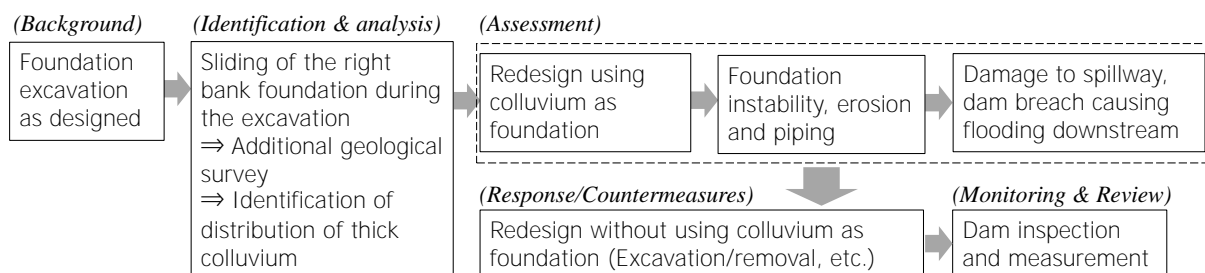 (Background)
Foundation
excavation
as designed
(Identification & analysis)
Sliding of the right
bank foundation during
the excavation
⇒ Additional geological
survey
⇒ Identification of
distribution of thick
colluvium
(Assessment)
Redesign using
colluvium as
foundation
Foundation
instability, erosion
and piping
Damage to spillway,
dam breach causing
flooding downstream
(Response/Countermeasures)
Redesign without using colluvium as
foundation (Excavation/removal, etc.)
(Monitoring & Review)
Dam inspection
and measurement